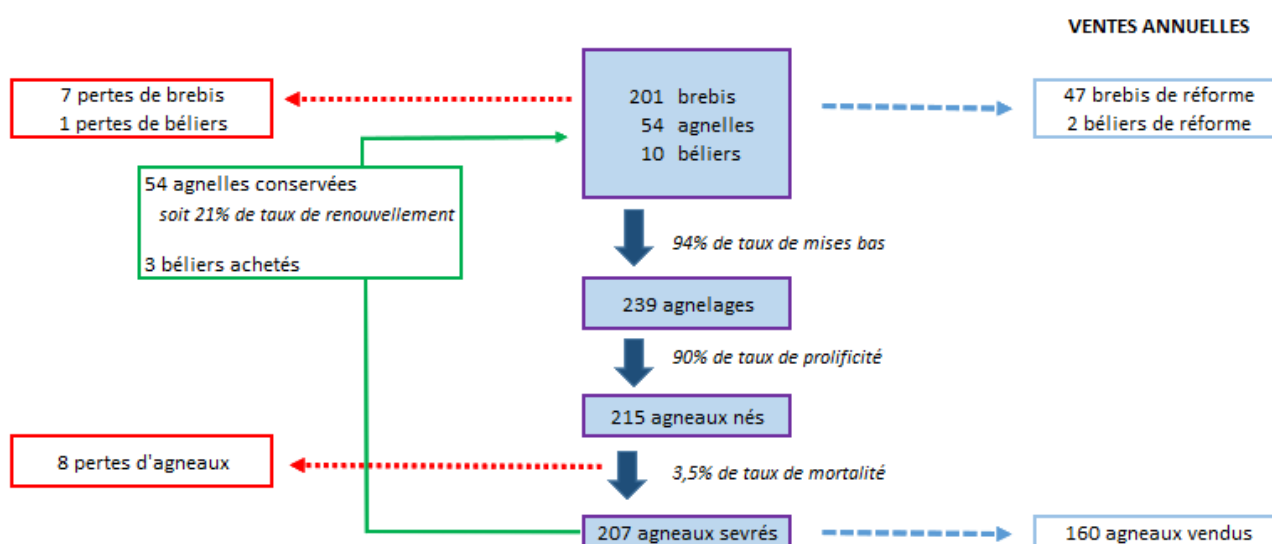 VENTES ANNUELLES
7 pertes de brebis
1 pertes de béliers
201 brebis
54 agnelles
10 béliers
47 brebis de réforme
2 béliers de réforme
54 agnelles conservées
soit 21% de taux de renouvellement
3 béliers achetés
94% de taux de mises bas
239 agnelages
90% de taux de prolificité
215 agneaux nés
8 pertes d'agneaux
3,5% de taux de mortalité
207 agneaux sevrés
160 agneaux vendus